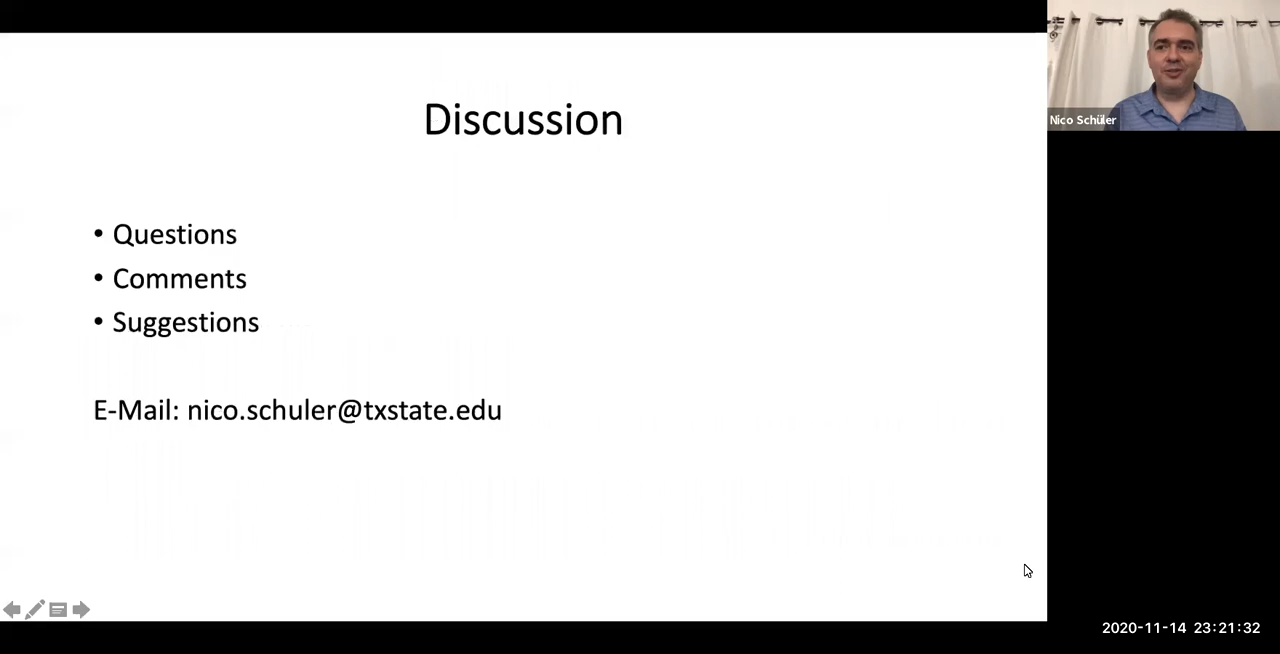 Discussion
• Questions
• Comments
• Suggestions
E-Mail: nico.schuler@txstate.edu
Nico Schüler
2020-11-14 23:21:32